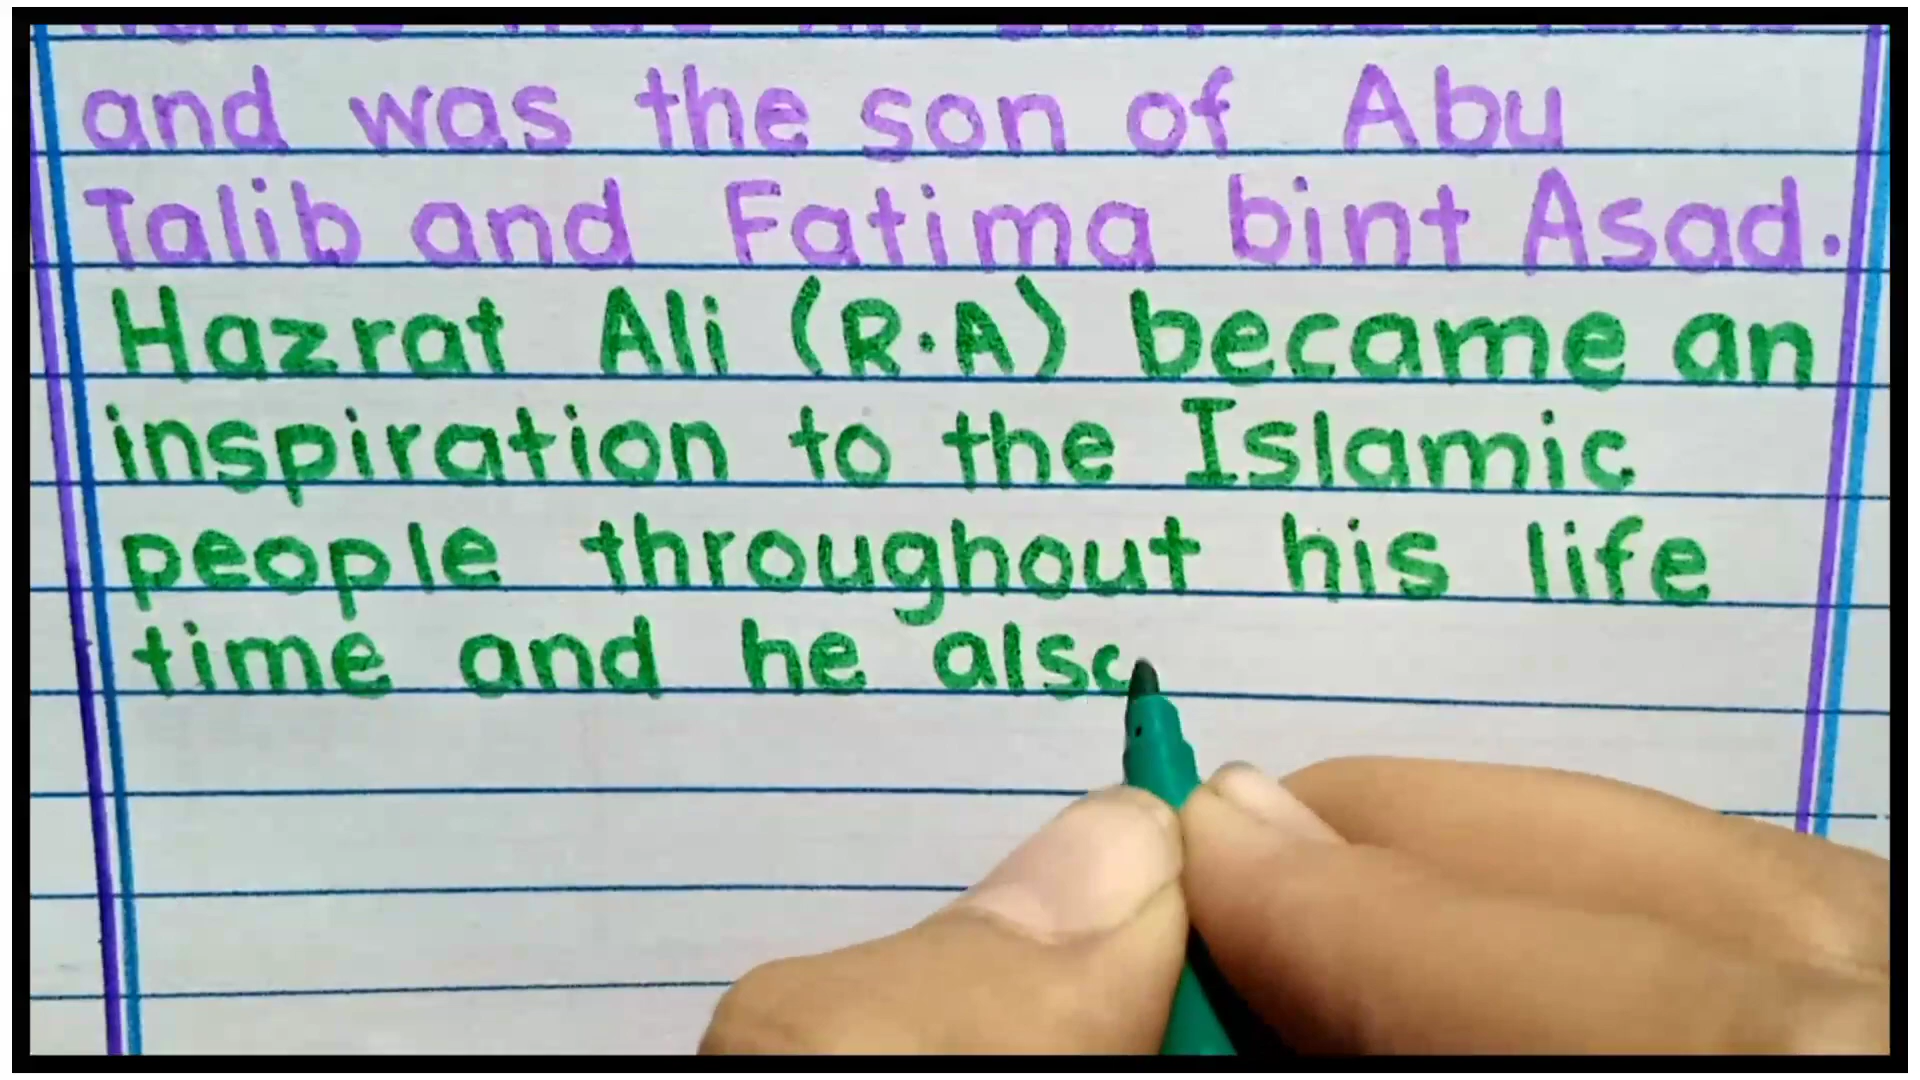 and was the son of Abu
Talib and Fatima bint Asad.
Hazrat Ali (R.A) became an
inspiration to the Islamic
people throughout his life
time and he also